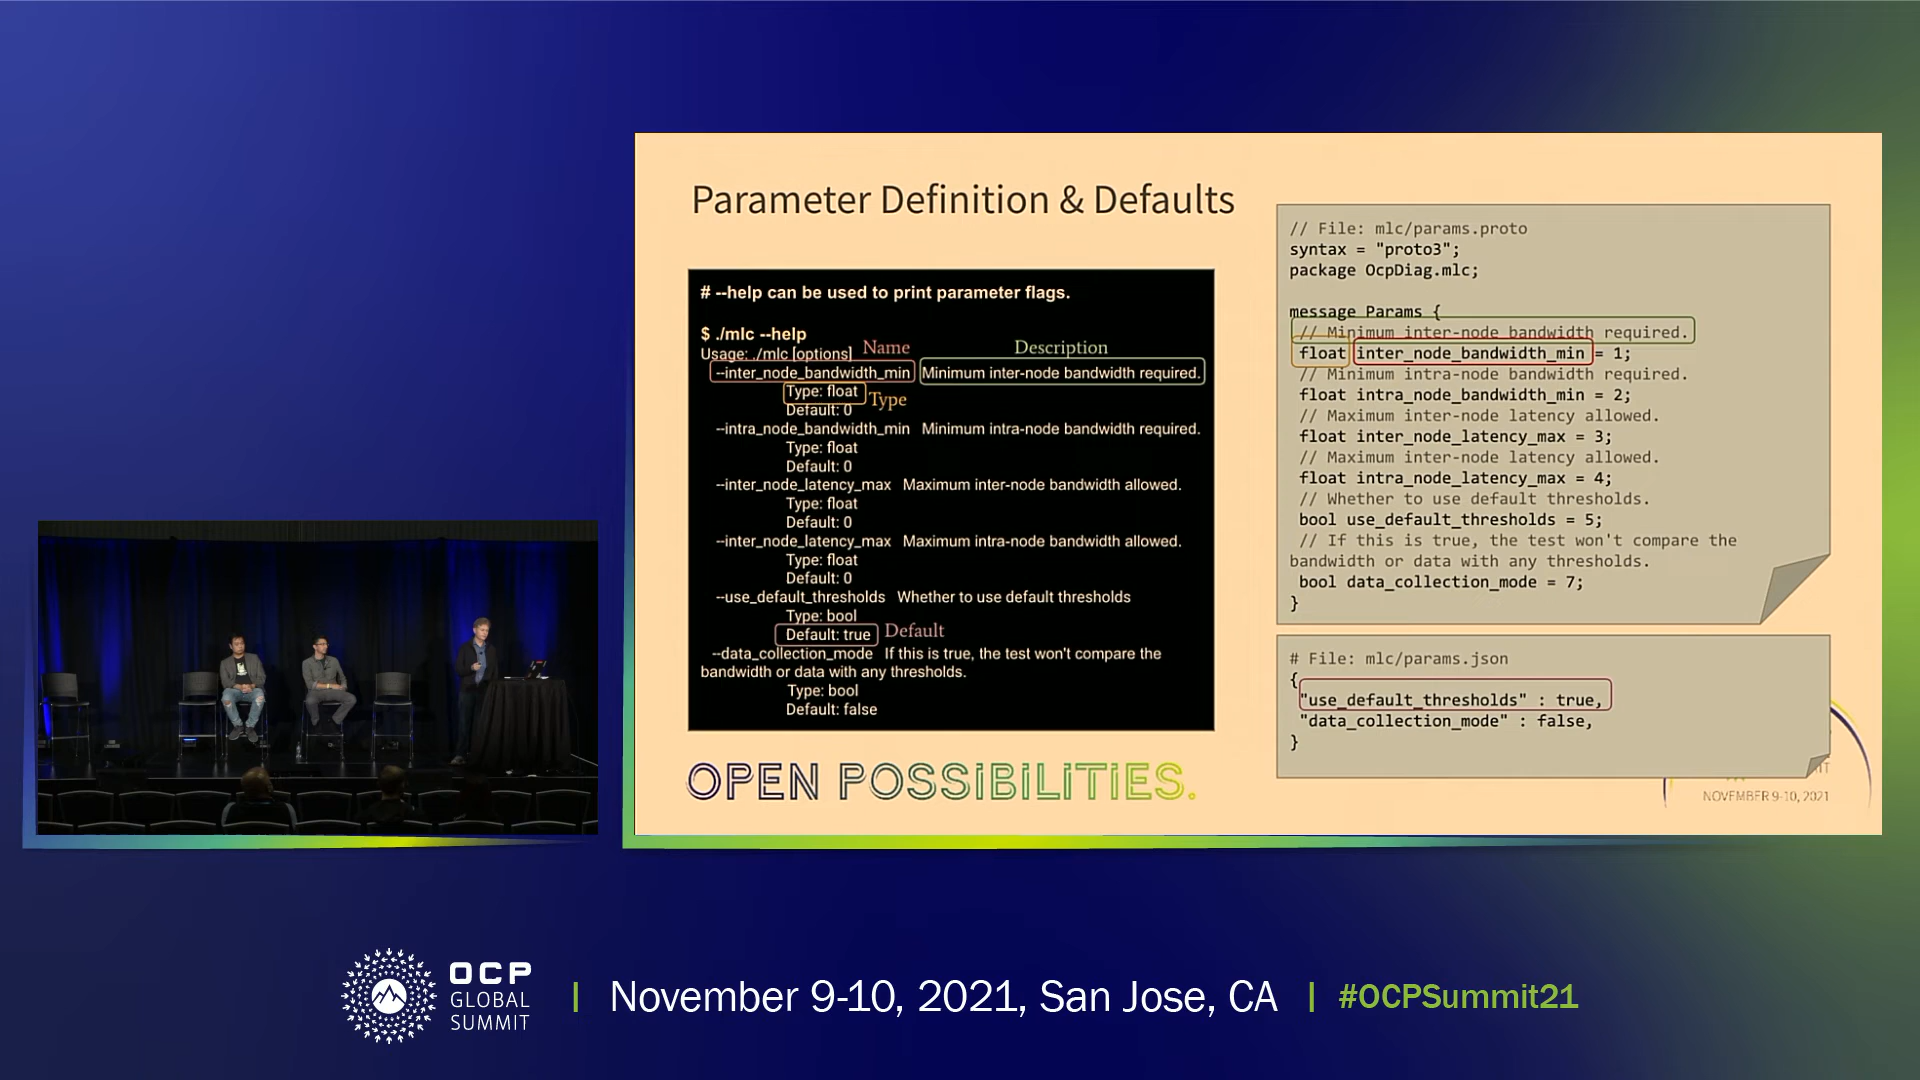 Parameter Definition & Defaults
# --help can be used to print parameter flags.
$ ./mlc --help
Usage: ./mlc [options]
Name
Description
--inter_node_bandwidth_min Minimum inter-node bandwidth required.
Type: float
Type
Default: 0
--intra_node_bandwidth_min Minimum intra-node bandwidth required.
Type: float
Default: 0
--inter_node_latency_max Maximum inter-node bandwidth allowed.
Type: float
Default: 0
--inter_node_latency_max Maximum intra-node bandwidth allowed.
Type: float
Default: 0
--use_default_thresholds Whether to use default thresholds
Type: bool
Default: true
Default
--data_collection_mode If this is true, the test won't compare the
bandwidth or data with any thresholds.
Type: bool
Default: false
// File: mlc/params.proto
syntax = "proto3";
package OcpDiag.mlc;
message Params {
// Minimum inter-node bandwidth required.
float inter_node_bandwidth_min = 1;
// Minimum intra-node bandwidth required.
float intra_node_bandwidth_min = 2;
// Maximum inter-node latency allowed.
float inter_node_latency_max = 3;
// Maximum inter-node latency allowed.
float intra_node_latency_max = 4;
// Whether to use default thresholds.
bool use_default_thresholds = 5;
// If this is true, the test won't compare the
bandwidth or data with any thresholds.
bool data_collection_mode = 7;
}
# File: mlc/params.json
{
"use_default_thresholds" : true,
"data_collection_mode" : false,
}
OPEN POSSIBILITIES.
NOVEMBER 9-10, 2021
OCP
GLOBAL
SUMMIT
November 9-10, 2021, San Jose, CA
#OCPSummit21